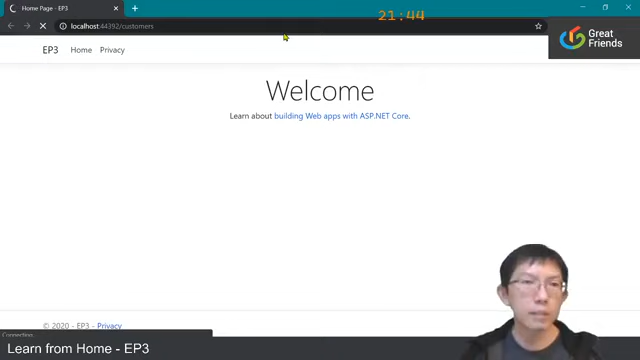 Home Page - EP3
21:44
localhost:44392/customers
Great
Friends
EP3 Home Privacy
Welcome
Learn about building Web apps with ASP.NET Core.
© 2020 - EP3 - Privacy
Learn from Home - EP3